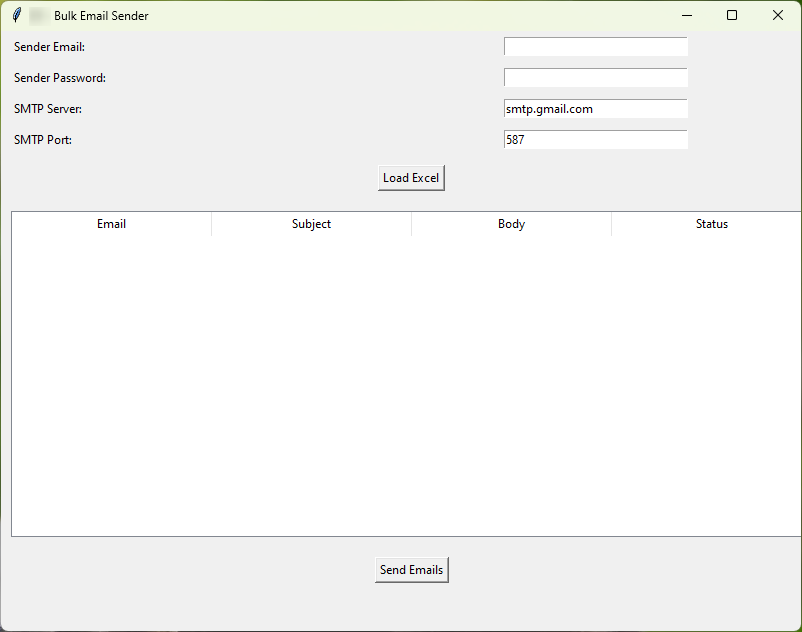 Bulk Email Sender
Sender Email:
Sender Password:
SMTP Server: smtp.gmail.com
SMTP Port: 587
Load Excel
Email Subject Body Status
Send Emails